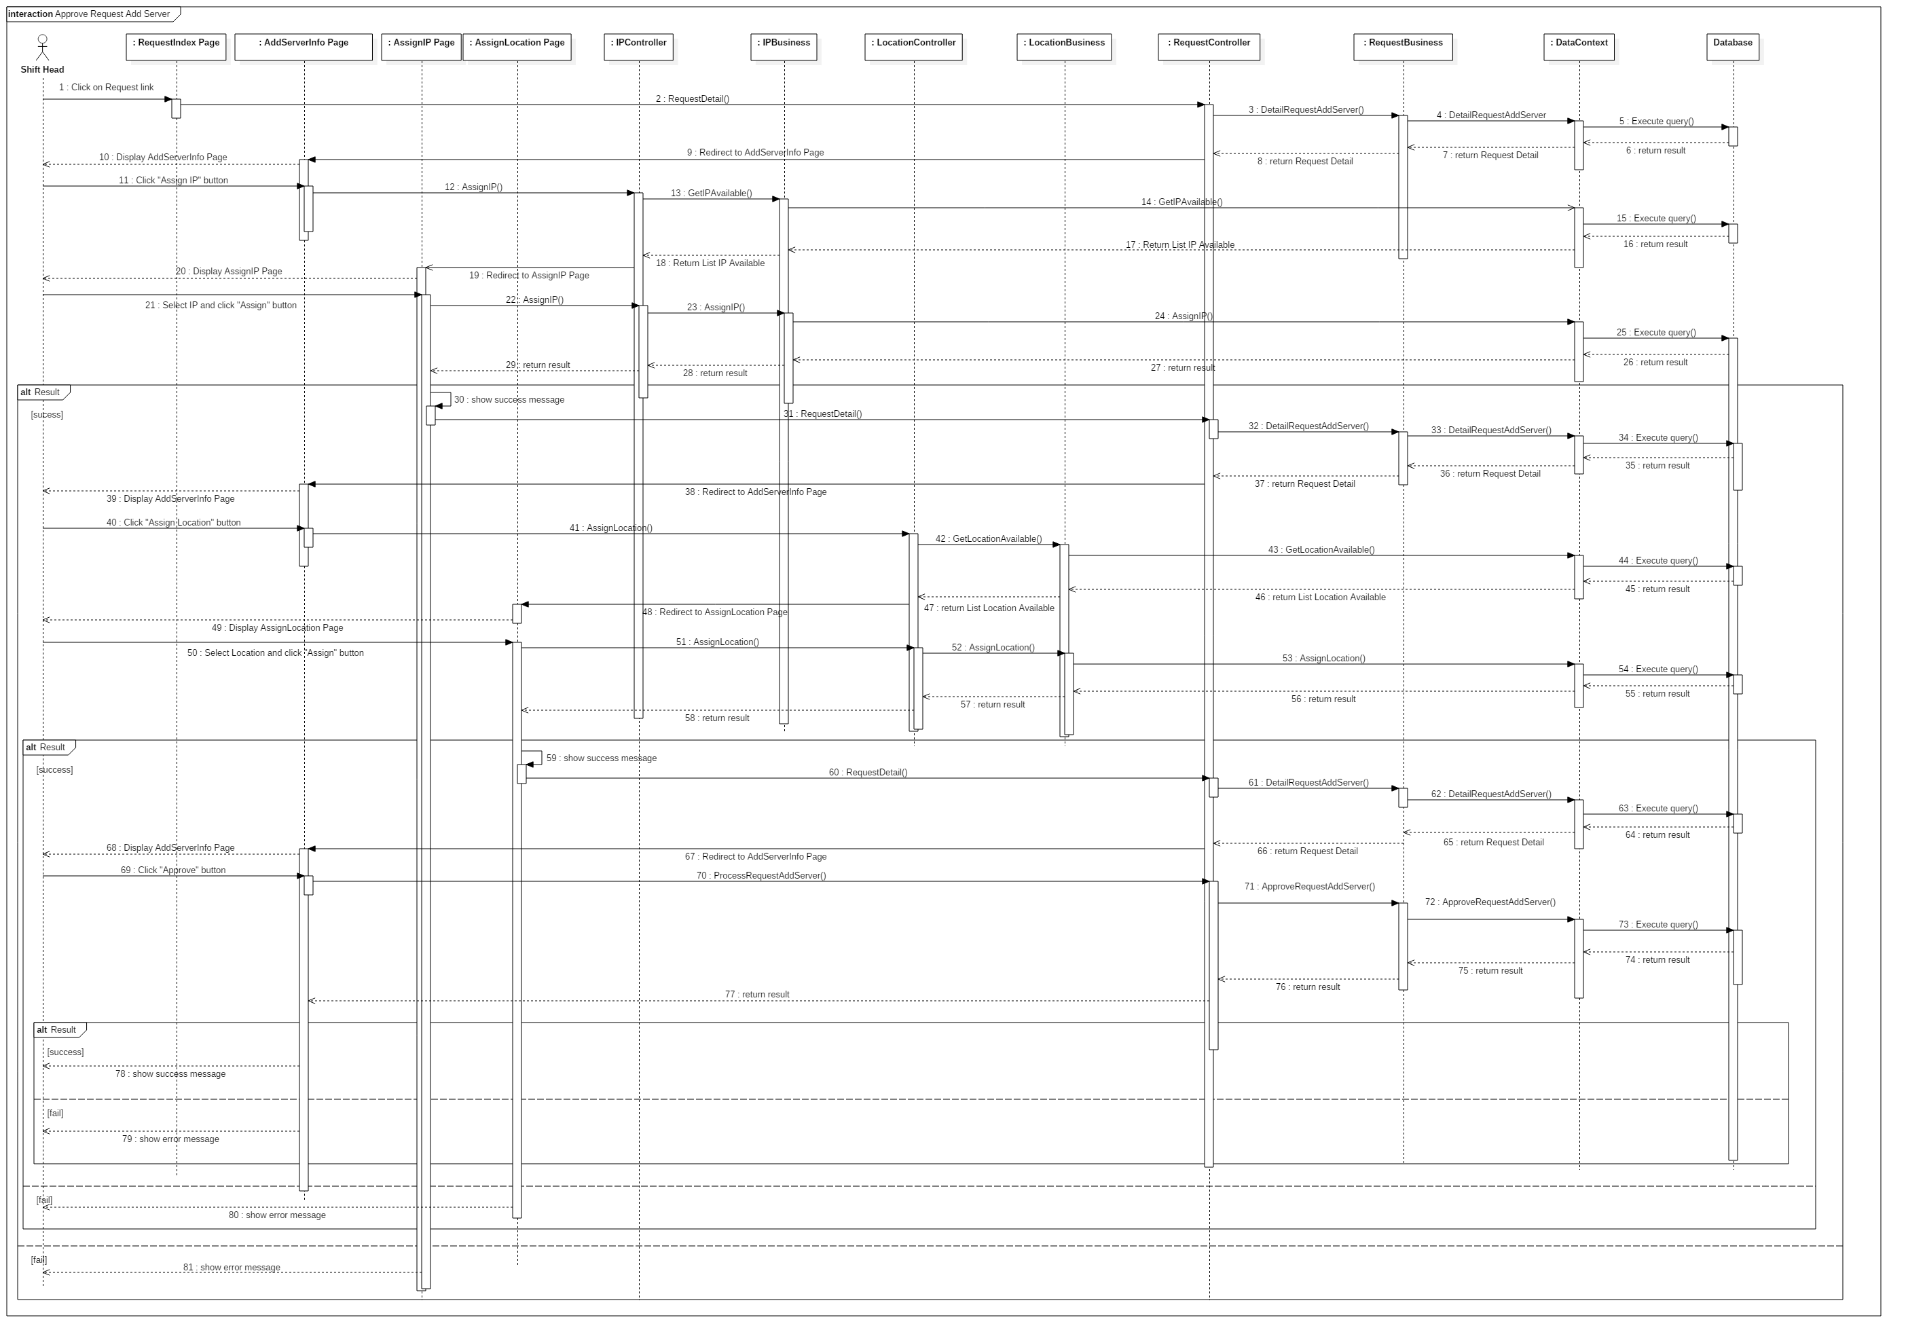 interaction Approve Request Add Server
Shift Head
: RequestIndex Page
: AddServerInfo Page
: AssignIP Page
: AssignLocation Page
: IPController
: IPBusiness
: LocationController
: LocationBusiness
: RequestController
: RequestBusiness
: DataContext
Database
1 : Click on Request link
2 : RequestDetail()
3 : DetailRequestAddServer()
4 : DetailRequestAddServer
5 : Execute query()
6 : return result
7 : return Request Detail
8 : return Request Detail
9 : Redirect to AddServerInfo Page
10 : Display AddServerInfo Page
11 : Click "Assign IP" button
12 : AssignIP()
13 : GetIPAvailable()
14 : GetIPAvailable()
15 : Execute query()
16 : return result
17 : Return List IP Available
18 : Return List IP Available
19 : Redirect to AssignIP Page
20 : Display AssignIP Page
21 : Select IP and click "Assign" button
22 : AssignIP()
23 : AssignIP()
24 : AssignIP()
25 : Execute query()
26 : return result
27 : return result
28 : return result
29 : return result
alt Result
[sucess]
30 : show success message
31 : RequestDetail()
32 : DetailRequestAddServer()
33 : DetailRequestAddServer()
34 : Execute query()
35 : return result
36 : return Request Detail
37 : return Request Detail
38 : Redirect to AddServerInfo Page
39 : Display AddServerInfo Page
40 : Click "Assign Location" button
41 : AssignLocation()
42 : GetLocationAvailable()
43 : GetLocationAvailable()
44 : Execute query()
45 : return result
46 : return List Location Available
47 : return List Location Available
48 : Redirect to AssignLocation Page
49 : Display AssignLocation Page
50 : Select Location and click "Assign" button
51 : AssignLocation()
52 : AssignLocation()
53 : AssignLocation()
54 : Execute query()
55 : return result
56 : return result
57 : return result
58 : return result
alt Result
[success]
59 : show success message
60 : RequestDetail()
61 : DetailRequestAddServer()
62 : DetailRequestAddServer()
63 : Execute query()
64 : return result
65 : return Request Detail
66 : return Request Detail
67 : Redirect to AddServerInfo Page
68 : Display AddServerInfo Page
69 : Click "Approve" button
70 : ProcessRequestAddServer()
71 : ApproveRequestAddServer()
72 : ApproveRequestAddServer()
73 : Execute query()
74 : return result
75 : return result
76 : return result
77 : return result
alt Result
[success]
78 : show success message
[fail]
79 : show error message
[fail]
80 : show error message
[fail]
81 : show error message